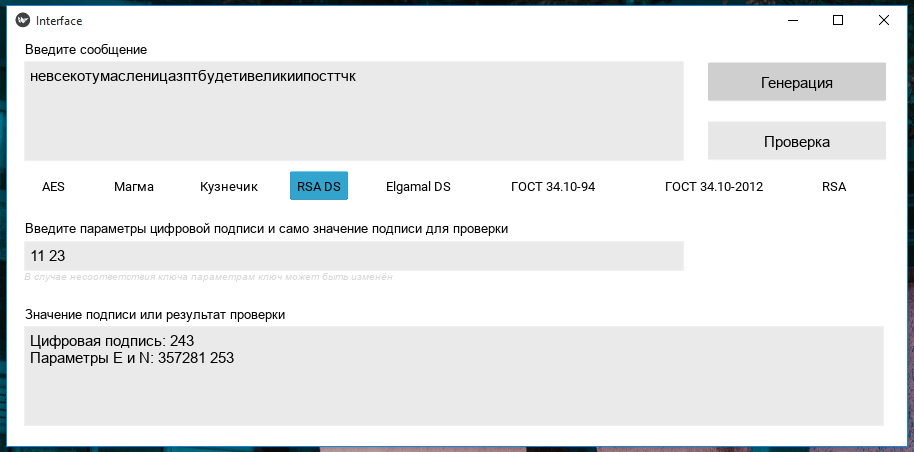 Interface
Введите сообщение
невсекотумасленицазптбудетивеликиипосттчк
Генерация
Проверка
AES Магма Кузнечик RSA DS Elgamal DS ГОСТ 34.10-94 ГОСТ 34.10-2012 RSA
Введите параметры цифровой подписи и само значение подписи для проверки
11 23
В случае несоответствия ключа параметрам ключ может быть изменён
Значение подписи или результат проверки
Цифровая подпись: 243
Параметры E и N: 357281 253